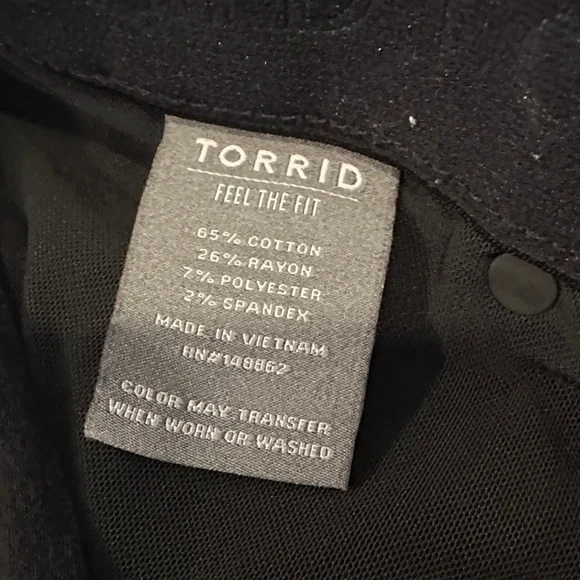 TORRID
FEEL THE FIT
65% COTTON
26% RAYON
7% POLYESTER
2% SPANDEX
MADE IN VIETNAM
RN#148862
COLOR MAY TRANSFER
WHEN WORN OR WASHED